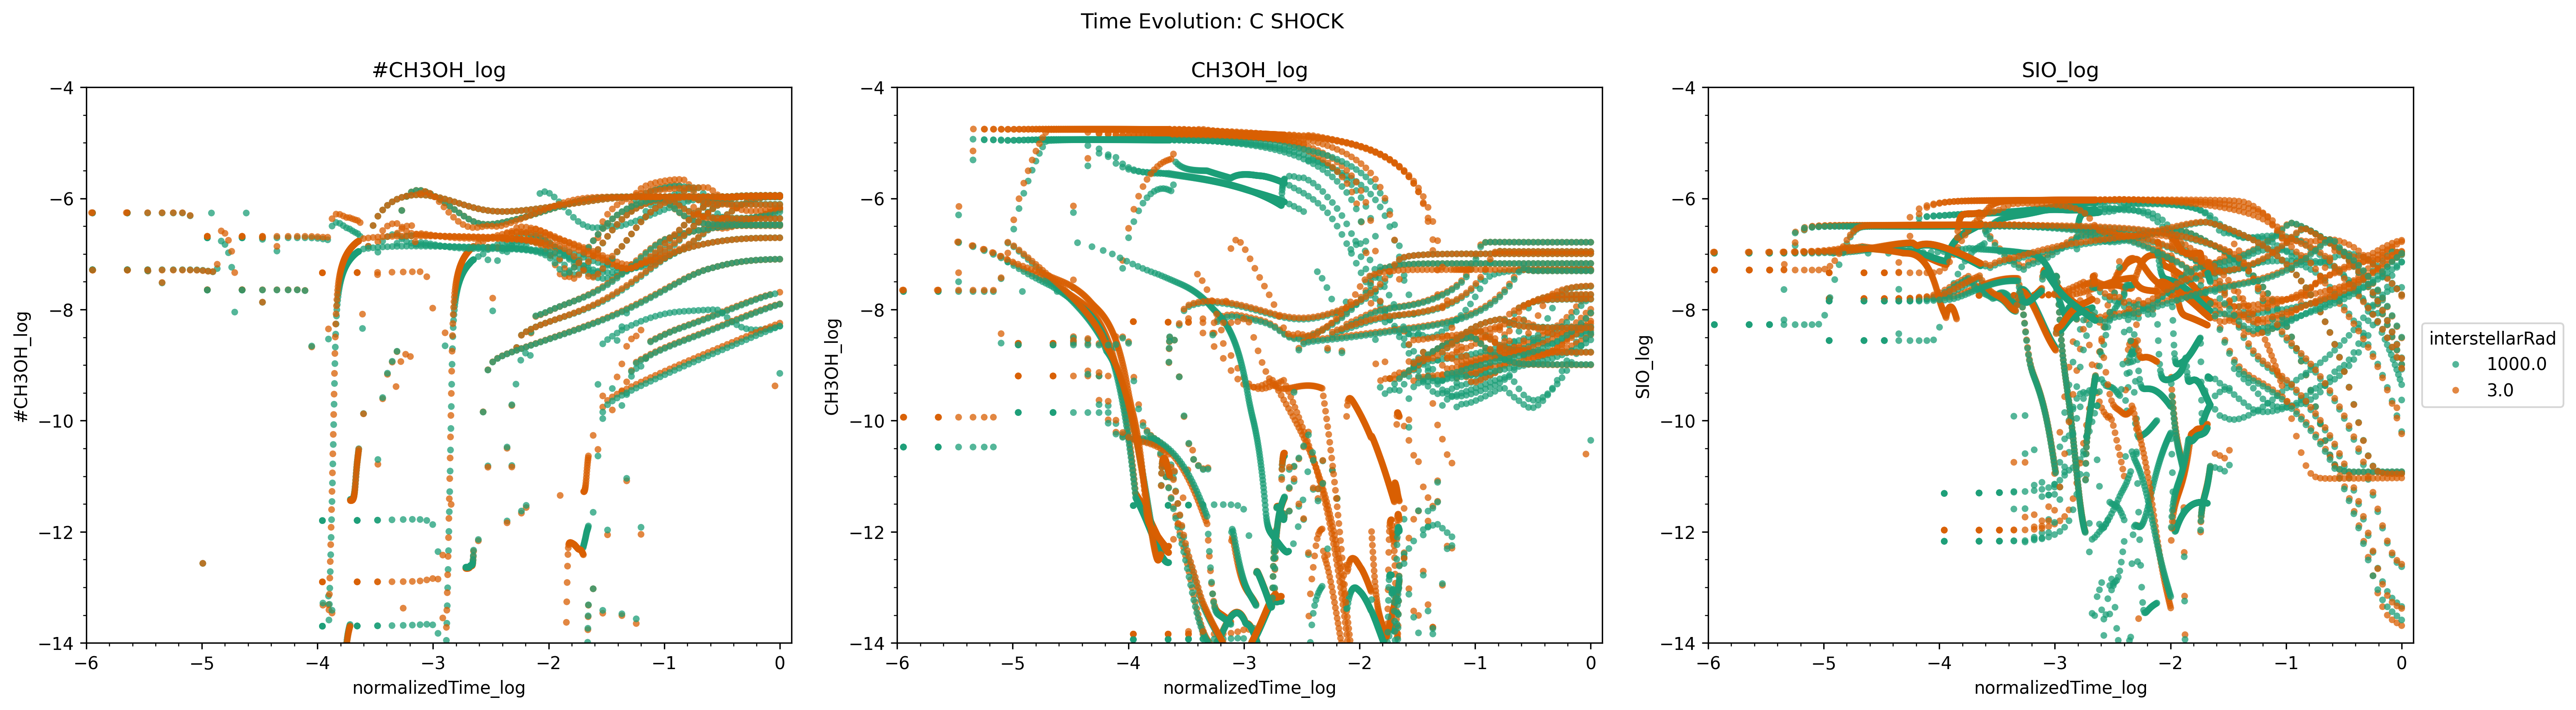 Time Evolution: C SHOCK
#CH3OH_log
CH3OH_log
SIO_log
#CH3OH_log
−4
−6
−8
−10
−12
−14
−6 −5 −4 −3 −2 −1 0
normalizedTime_log
CH3OH_log
−4
−6
−8
−10
−12
−14
−6 −5 −4 −3 −2 −1 0
normalizedTime_log
SIO_log
−4
−6
−8
−10
−12
−14
−6 −5 −4 −3 −2 −1 0
normalizedTime_log
interstellarRad
1000.0
3.0